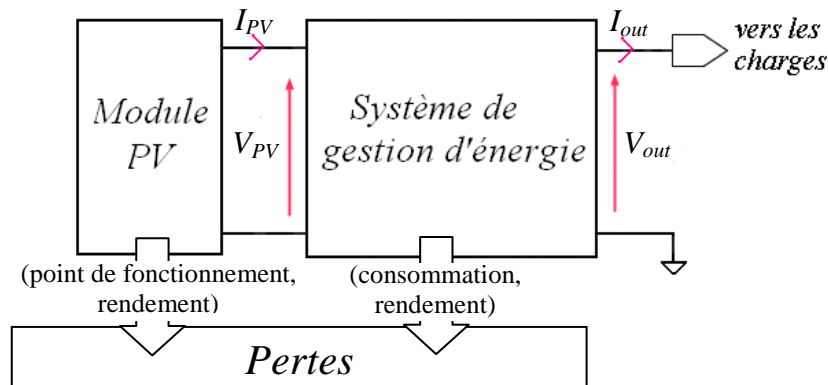 I_PV
I_out
vers les
charges
Module
PV
V_PV
Système de
gestion d'énergie
V_out
(point de fonctionnement,
rendement)
(consommation,
rendement)
Pertes